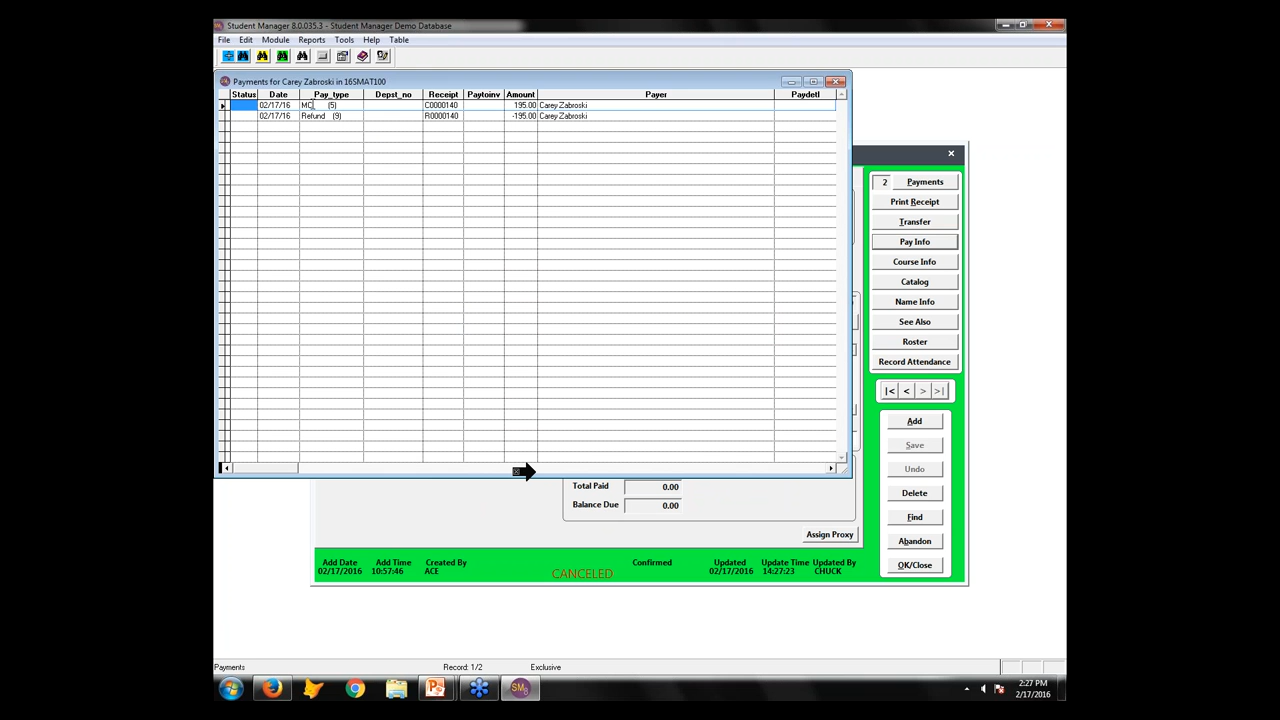 Student Manager 8.0.035.3 - Student Manager Demo Database
File Edit Module Reports Tools Help Table
Payments for Carey Zabroski in 16SMAT100
Status Date Pay_type Depst_no Receipt Paytoinv Amount Payer Paydetl
02/17/16 MC (5) C0000140 195.00 Carey Zabroski
02/17/16 Refund (9) R0000140 -195.00 Carey Zabroski
2 Payments
Print Receipt
Transfer
Pay Info
Course Info
Catalog
Name Info
See Also
Roster
Record Attendance
|< < > >|
Add
Save
Undo
Delete
Find
Abandon
OK/Close
Total Paid 0.00
Balance Due 0.00
Assign Proxy
Add Date Add Time Created By Confirmed Updated Update Time Updated By
02/17/2016 10:57:46 ACE CANCELED 02/17/2016 14:27:23 CHUCK
Payments Record: 1/2 Exclusive
SM8
2:27 PM
2/17/2016